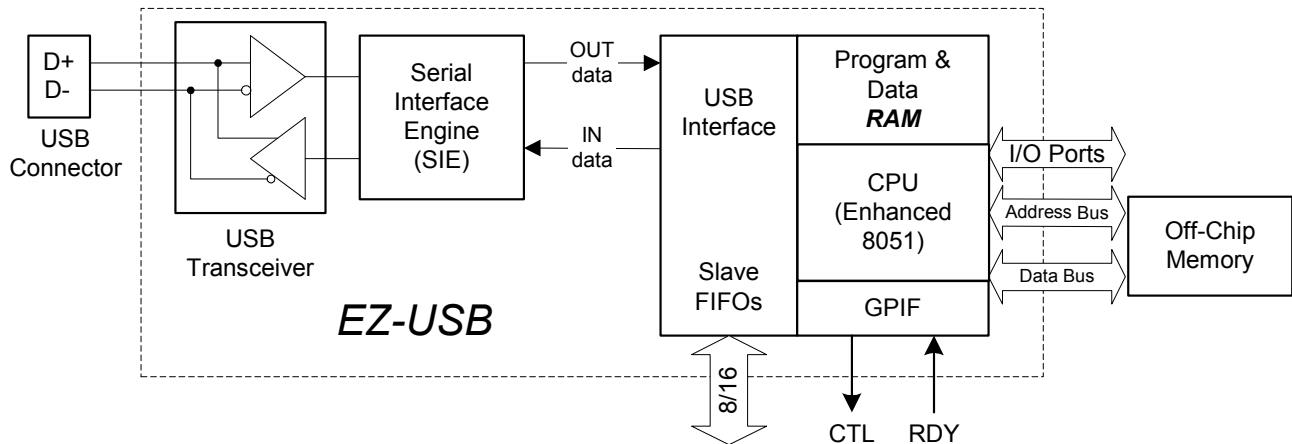 D+
D-
USB
Connector
USB
Transceiver
Serial
Interface
Engine
(SIE)
OUT
data
IN
data
EZ-USB
USB
Interface
Slave
FIFOs
Program &
Data
RAM
CPU
(Enhanced
8051)
GPIF
I/O Ports
Address Bus
Data Bus
Off-Chip
Memory
8/16
CTL
RDY